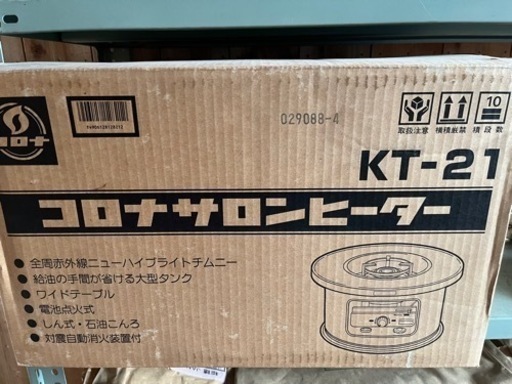 コロナ
029088-4
10
取扱注意
横積厳禁
積段数
KT-21
コロナサロンヒーター
● 全周赤外線ニューハイブライトチムニー
● 給油の手間が省ける大型タンク
● ワイドテーブル
● 電池点火式
● しん式・石油こんろ
● 対震自動消火装置付